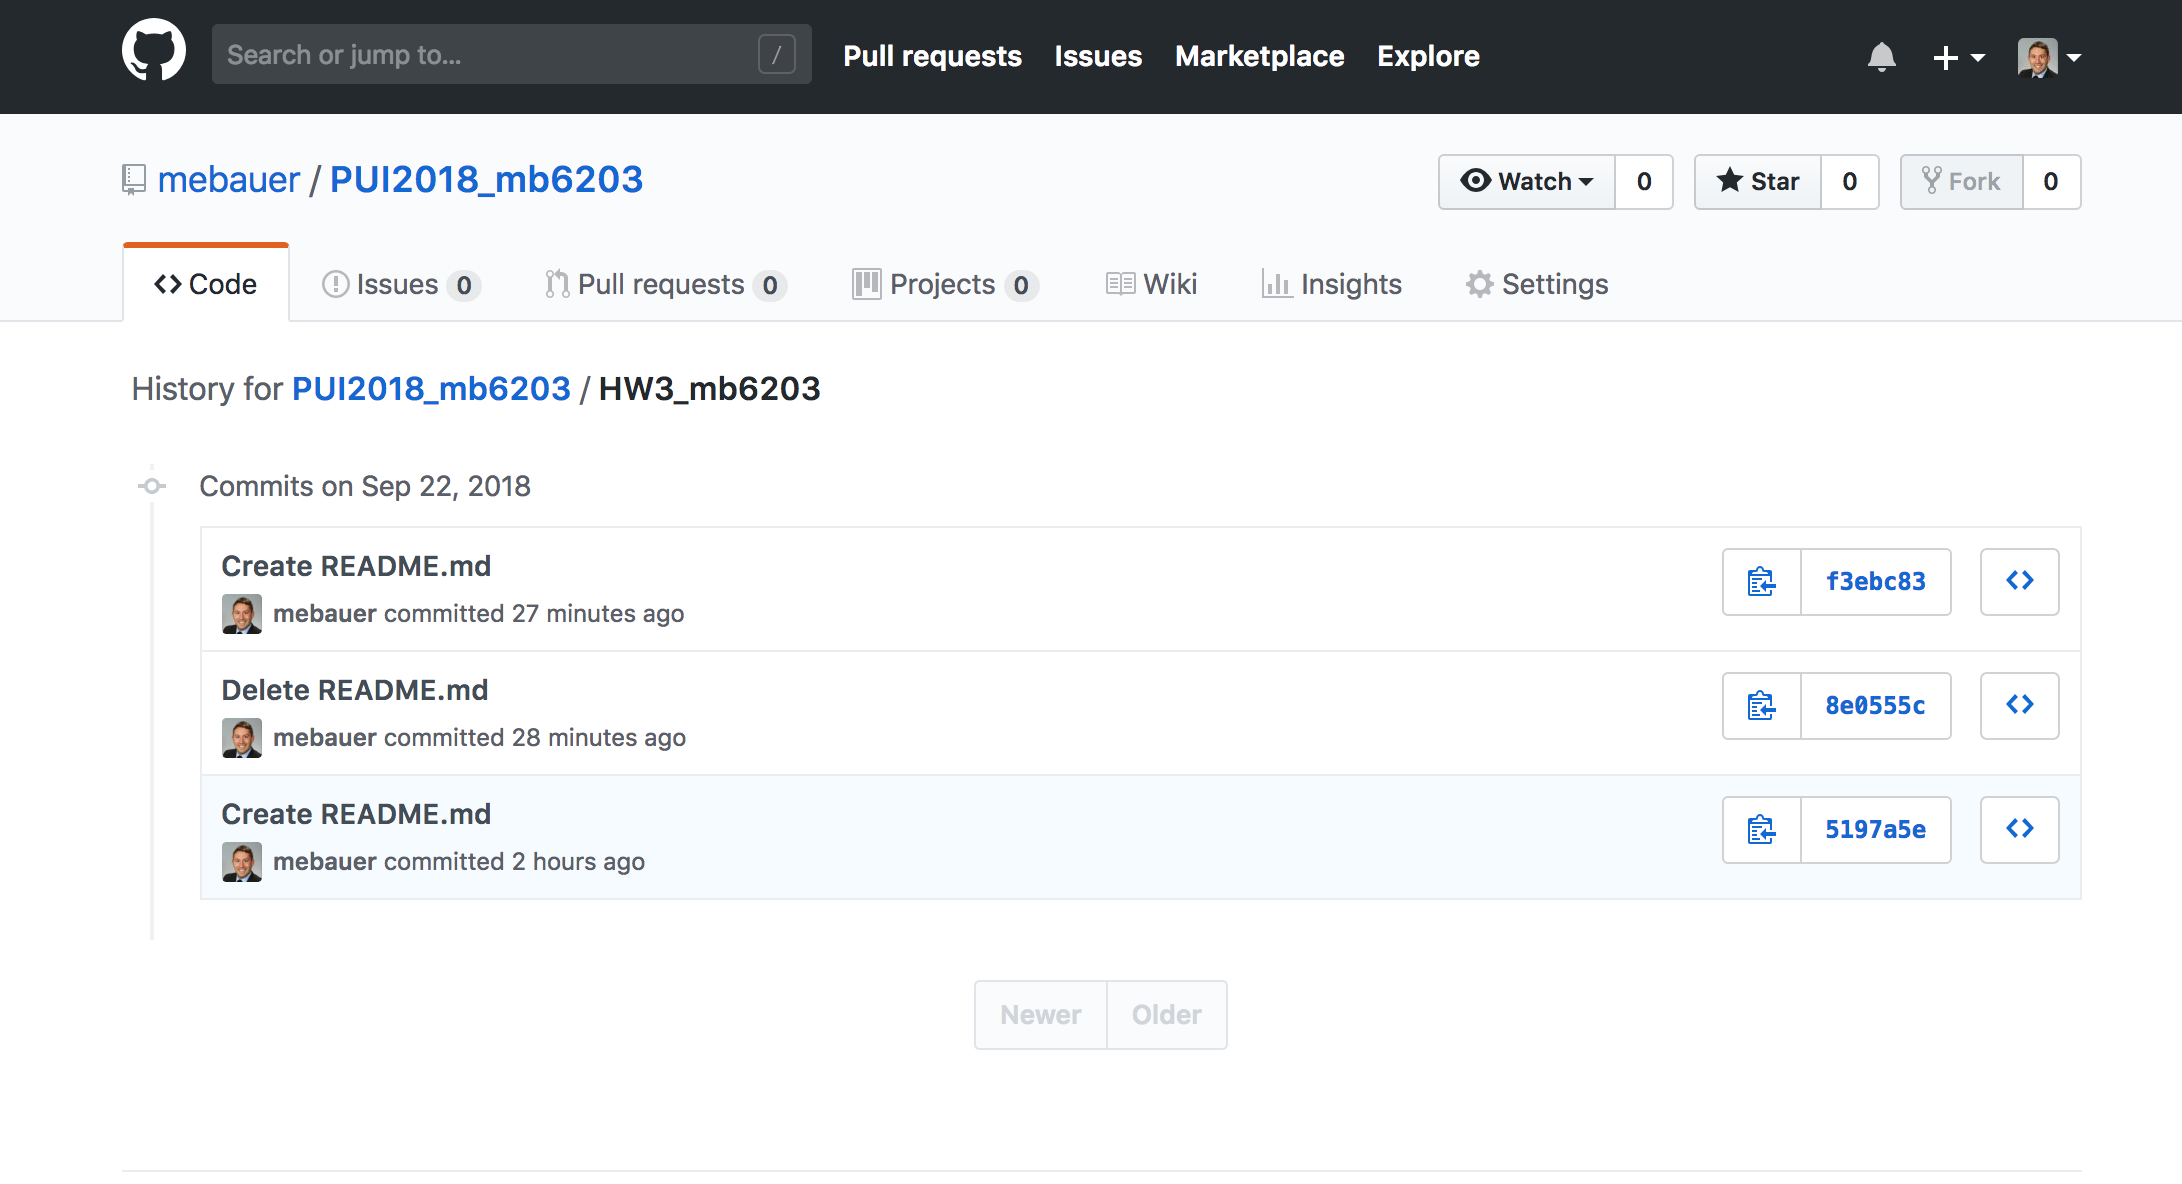 Search or jump to... /
Pull requests Issues Marketplace Explore
mebauer / PUI2018_mb6203
Watch 0 Star 0 Fork 0
Code Issues 0 Pull requests 0 Projects 0 Wiki Insights Settings
History for PUI2018_mb6203 / HW3_mb6203
Commits on Sep 22, 2018
Create README.md
mebauer committed 27 minutes ago
f3ebc83
Delete README.md
mebauer committed 28 minutes ago
8e0555c
Create README.md
mebauer committed 2 hours ago
5197a5e
Newer Older